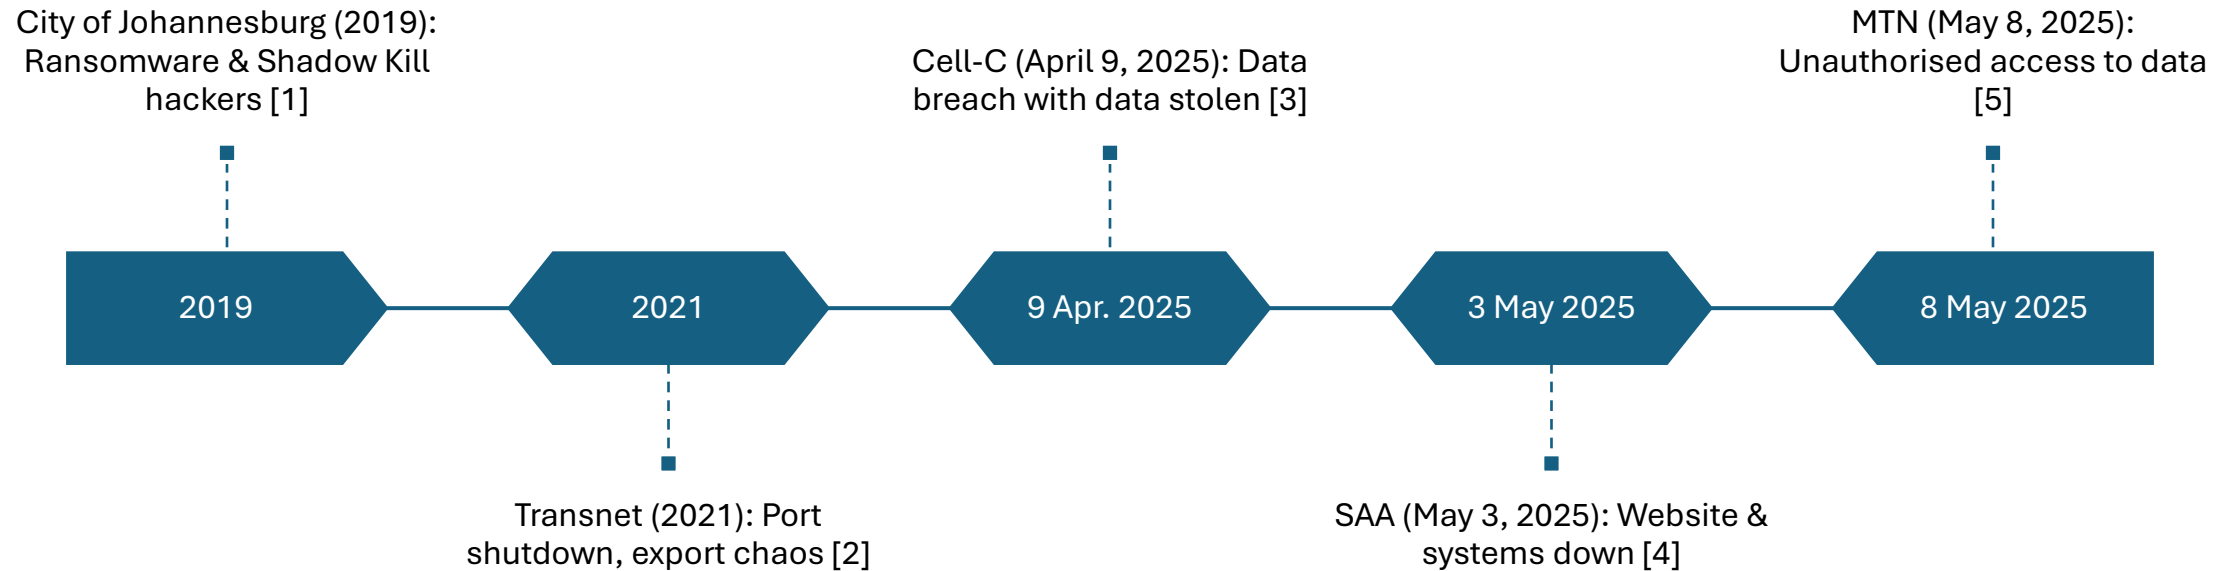 City of Johannesburg (2019):
Ransomware & Shadow Kill
hackers [1]
Cell-C (April 9, 2025): Data
breach with data stolen [3]
MTN (May 8, 2025):
Unauthorised access to data
[5]
2019
2021
9 Apr. 2025
3 May 2025
8 May 2025
Transnet (2021): Port
shutdown, export chaos [2]
SAA (May 3, 2025): Website &
systems down [4]